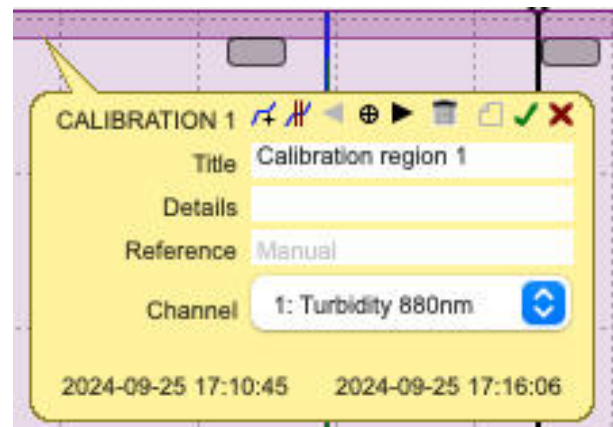 CALIBRATION 1
Title Calibration region 1
Details
Reference Manual
Channel 1: Turbidity 880nm
2024-09-25 17:10:45 2024-09-25 17:16:06